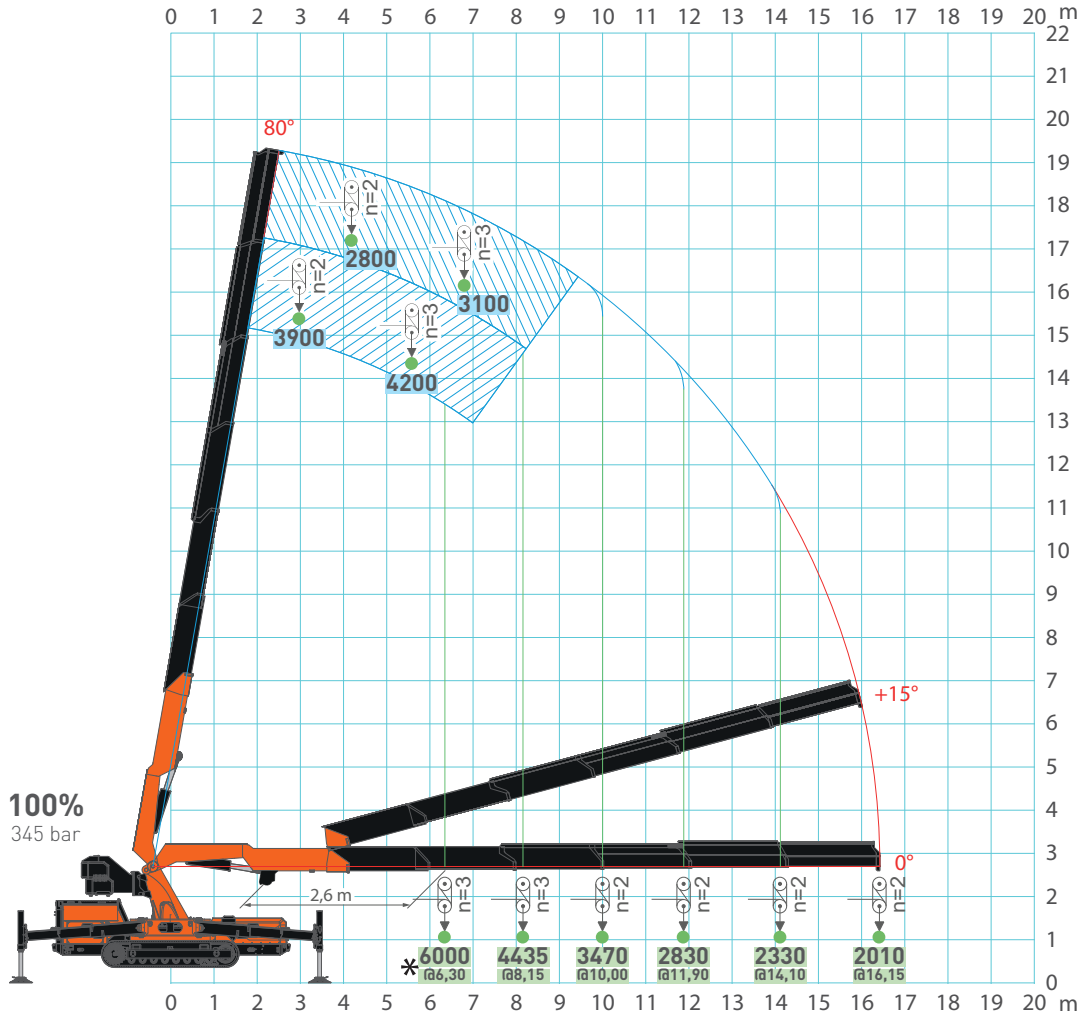 0 1 2 3 4 5 6 7 8 9 10 11 12 13 14 15 16 17 18 19 20 m
22
21
20
80°
19
n=2
18
n=3
17
2800
n=2
16
3100
n=3
15
3900
14
4200
13
12
11
10
9
8
7
+15°
6
5
100%
4
345 bar
3
0°
2,6 m
2
n=3 n=3 n=2 n=2 n=2 n=2
1
* 6000 4435 3470 2830 2330 2010
@6,30 @8,15 @10,00 @11,90 @14,10 @16,15
0
0 1 2 3 4 5 6 7 8 9 10 11 12 13 14 15 16 17 18 19 20 m